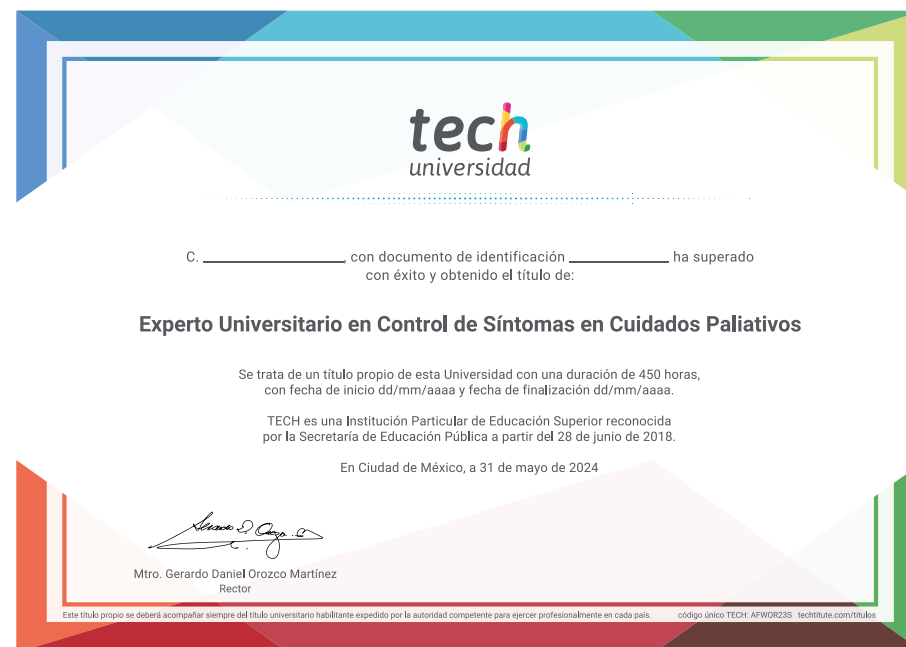 tech
universidad
C. ____________, con documento de identificación ____________ ha superado
con éxito y obtenido el título de:
Experto Universitario en Control de Síntomas en Cuidados Paliativos
Se trata de un título propio de esta Universidad con una duración de 450 horas,
con fecha de inicio dd/mm/aaaa y fecha de finalización dd/mm/aaaa.
TECH es una Institución Particular de Educación Superior reconocida
por la Secretaría de Educación Pública a partir del 28 de junio de 2018.
En Ciudad de México, a 31 de mayo de 2024
Mtro. Gerardo Daniel Orozco Martínez
Rector
Este título propio se deberá acompañar siempre del título universitario habilitante expedido por la autoridad competente para ejercer profesionalmente en cada país. código único TECH: AFWOR23S techtitute.com/títulos